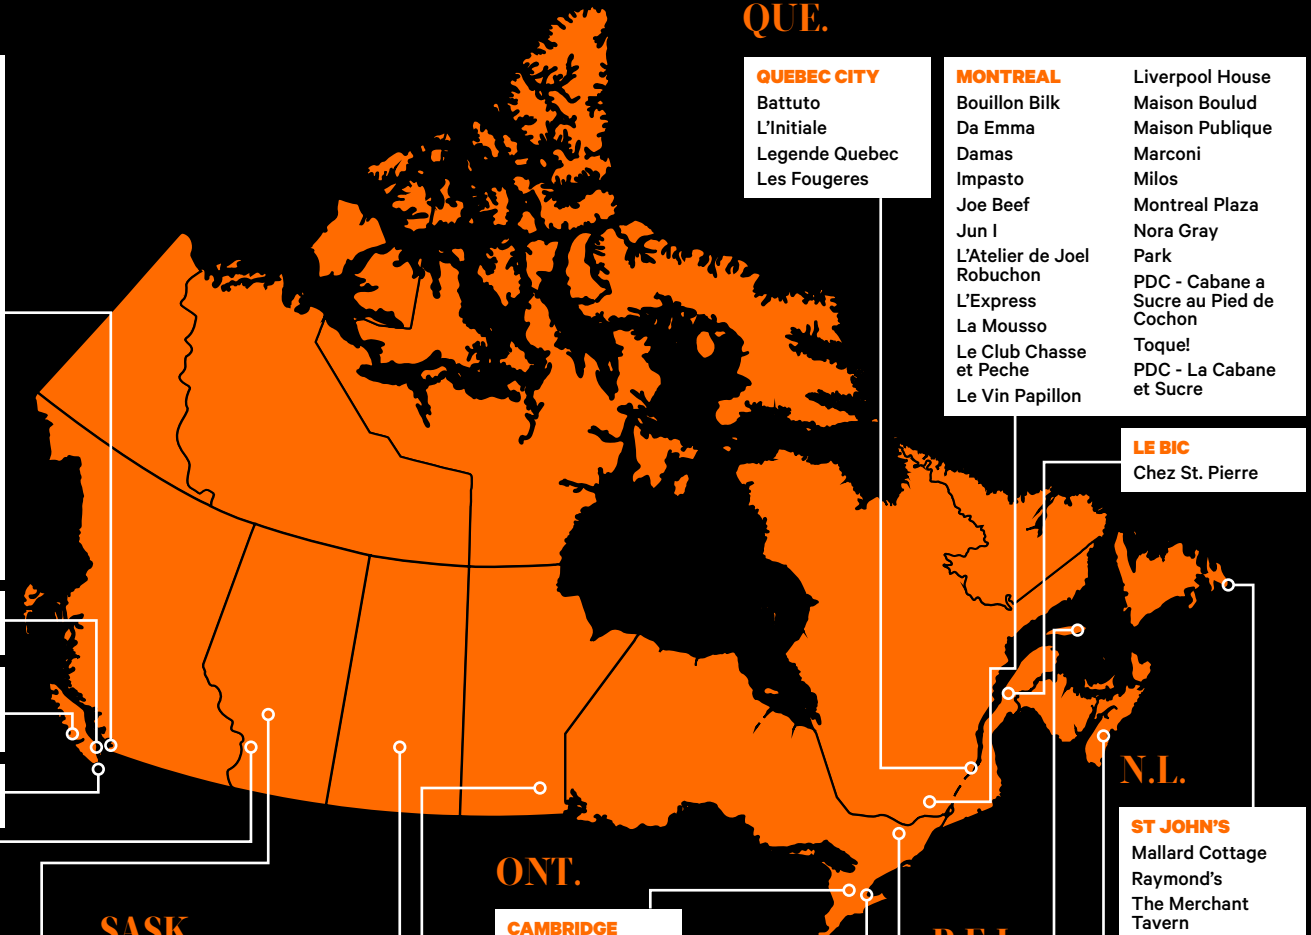 QUE.
QUEBEC CITY
Battuto
L'Initiale
Legende Quebec
Les Fougeres
MONTREAL
Bouillon Bilk
Da Emma
Damas
Impasto
Joe Beef
Jun I
L'Atelier de Joel
Robuchon
L'Express
La Mousso
Le Club Chasse
et Peche
Le Vin Papillon
Liverpool House
Maison Boulud
Maison Publique
Marconi
Milos
Montreal Plaza
Nora Gray
Park
PDC - Cabane a
Sucre au Pied de
Cochon
Toque!
PDC - La Cabane
et Sucre
LE BIC
Chez St. Pierre
N.L.
ST JOHN'S
Mallard Cottage
Raymond's
The Merchant
Tavern
ONT.
CAMBRIDGE
SASK
P.E.I.